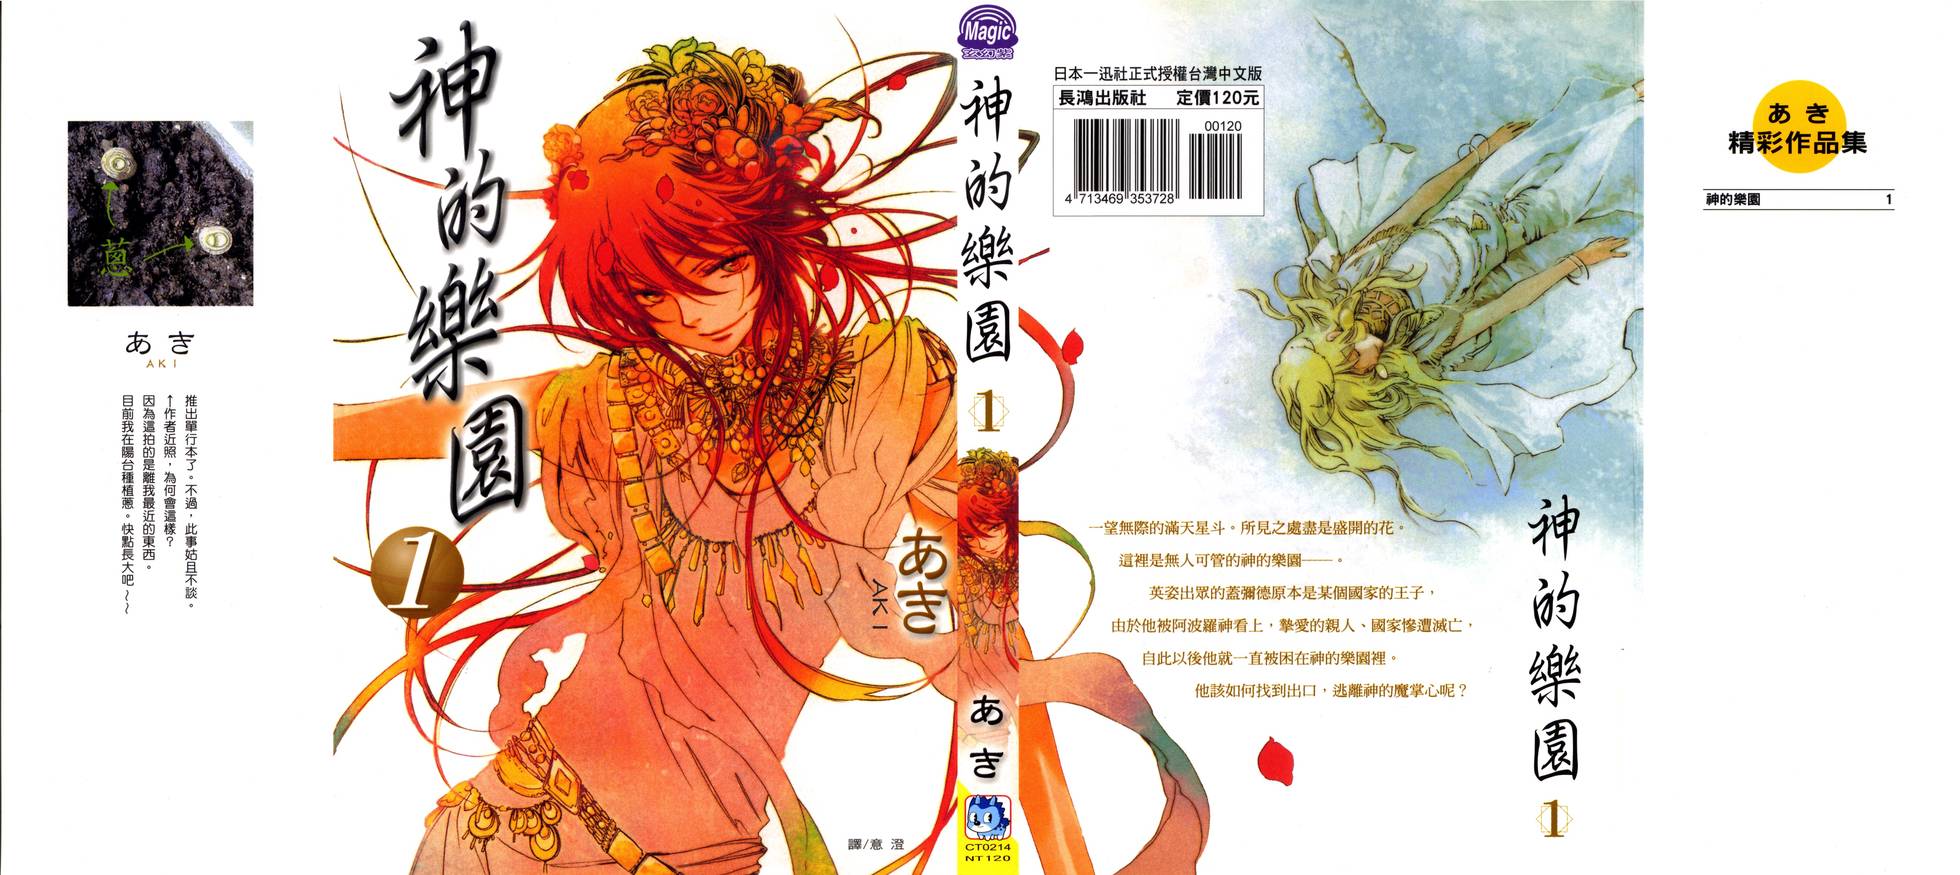 蔥
あき
AKI
推出單行本了。不過，此事姑且不談。
↑作者近照，為何會這樣？
因為這拍的是離我最近的東西。
目前我在陽台種植蔥。快點長大吧～～
神的樂園
1
あき
AKI
譯/意 澄
Magic
玄幻紫
神的樂園
1
あき
CT0214
NT120
日本一迅社正式授權台灣中文版
長鴻出版社 定價120元
00120
4 713469 353728
一望無際的滿天星斗。所見之處盡是盛開的花。
這裡是無人可管的神的樂園——。
英姿出眾的蓋彌德原本是某個國家的王子，
由於他被阿波羅神看上，摯愛的親人、國家慘遭滅亡，
自此以後他就一直被困在神的樂園裡。
他該如何找到出口，逃離神的魔掌心呢？
神的樂園
1
あき
精彩作品集
神的樂園 1